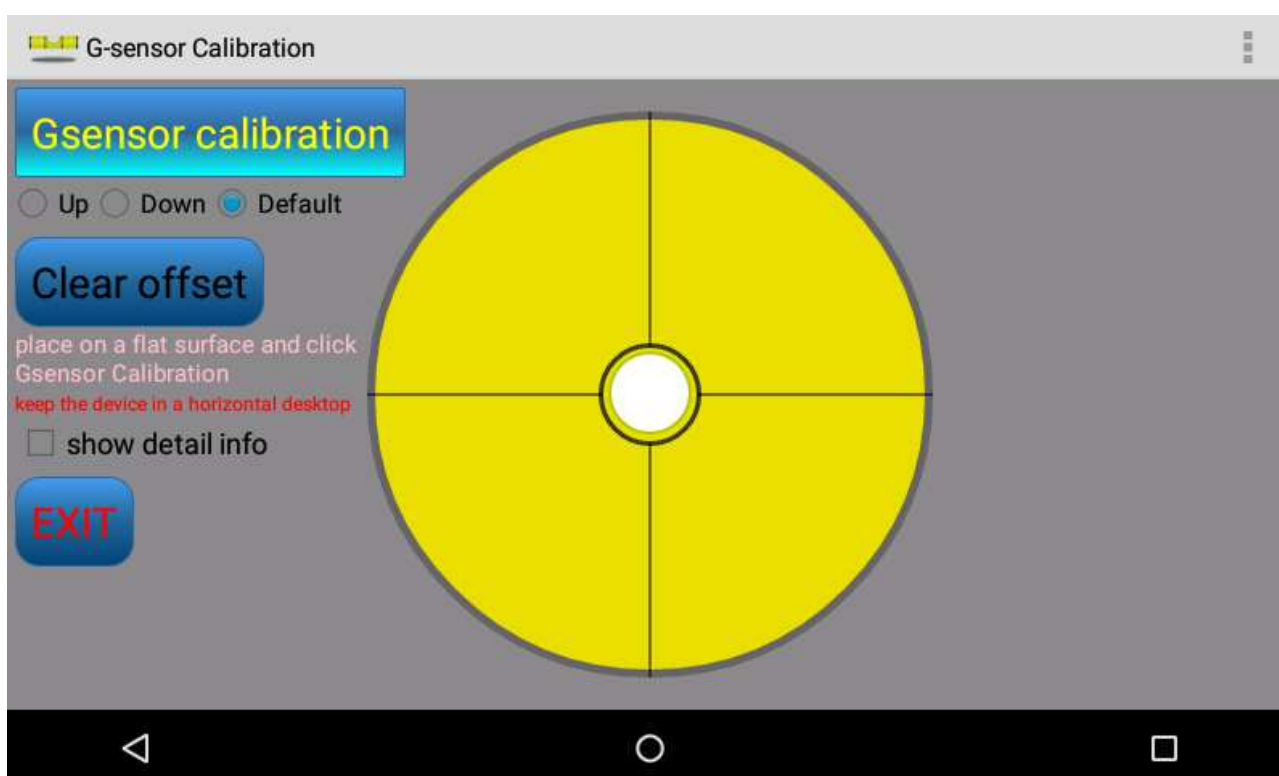 G-sensor Calibration
Gsensor calibration
Up Down Default
Clear offset
place on a flat surface and click
Gsensor Calibration
keep the device in a horizontal desktop
show detail info
EXIT